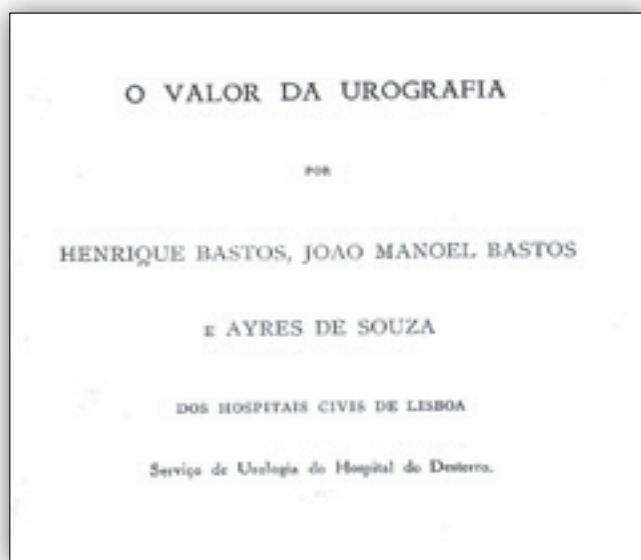 O VALOR DA UROGRAFIA
POR
HENRIQUE BASTOS, JOAO MANOEL BASTOS
E AYRES DE SOUZA
DOS HOSPITAIS CIVIS DE LISBOA
Serviço de Urologia do Hospital do Desterro.